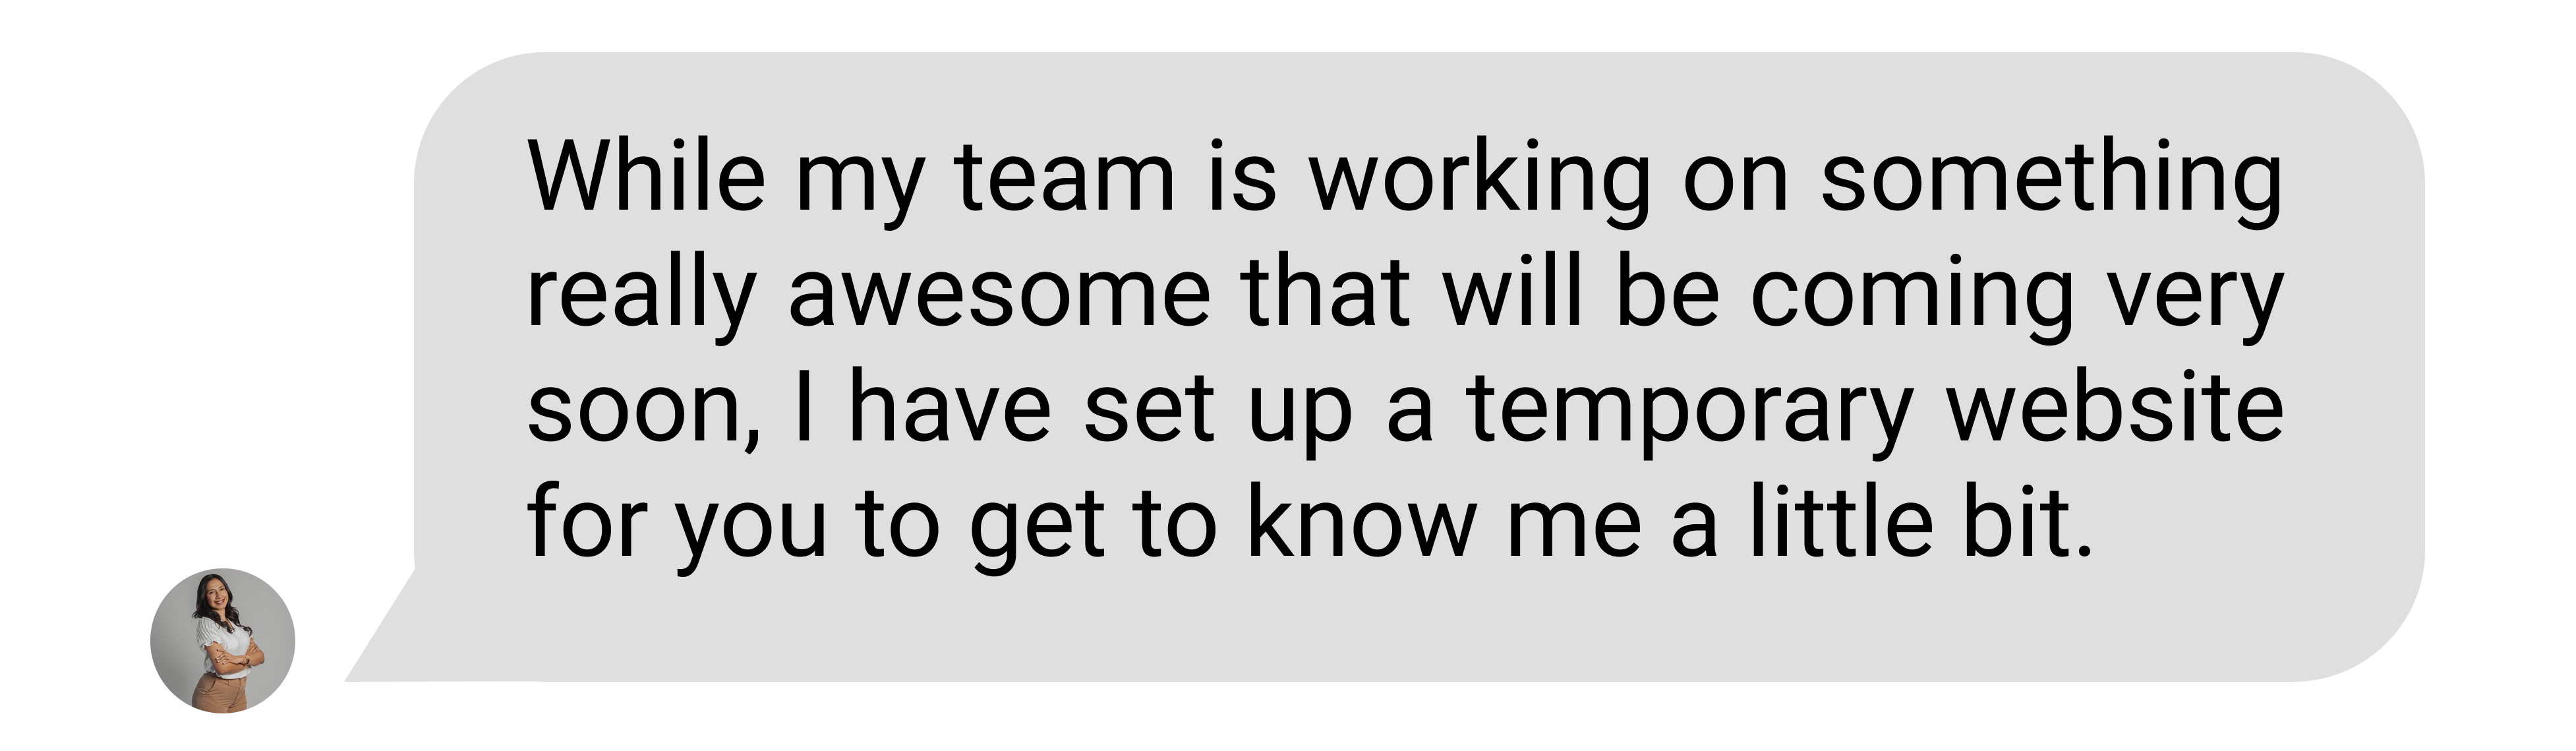 While my team is working on something
really awesome that will be coming very
soon, I have set up a temporary website
for you to get to know me a little bit.